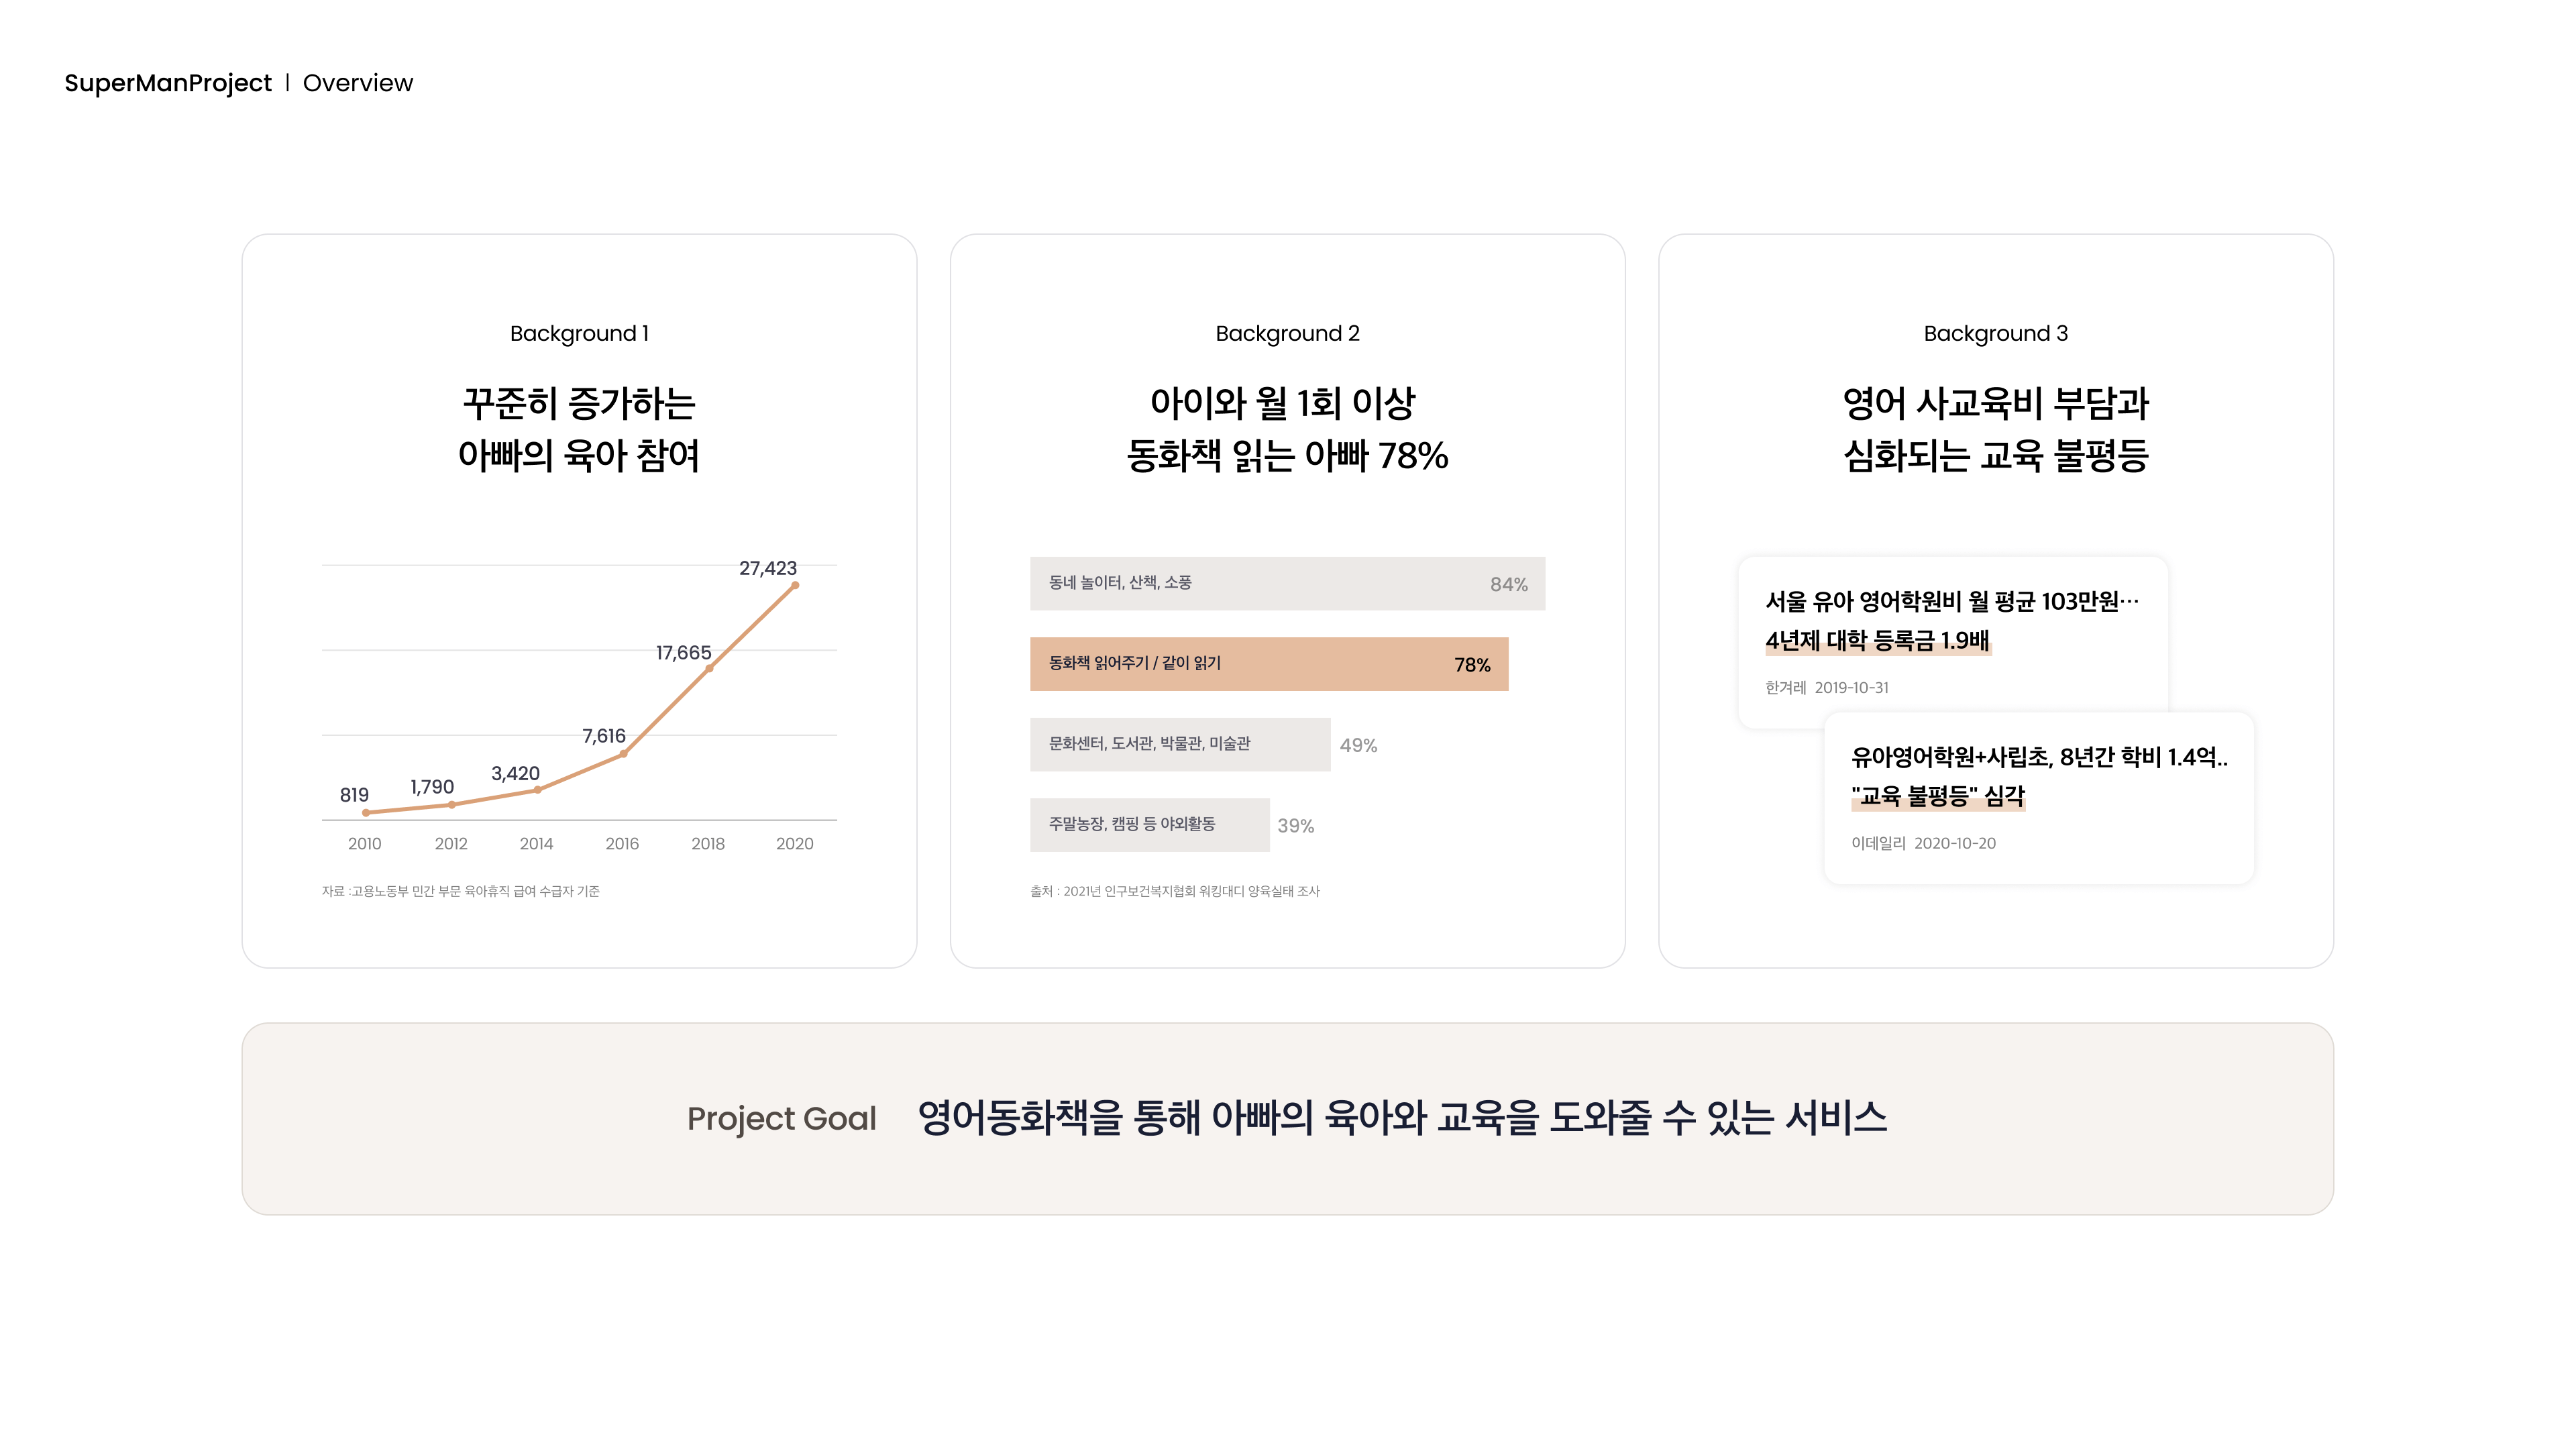 SuperManProject | Overview
Background 1
꾸준히 증가하는
아빠의 육아 참여
27,423
17,665
7,616
3,420
1,790
819
2010 2012 2014 2016 2018 2020
자료 :고용노동부 민간 부문 육아휴직 급여 수급자 기준
Background 2
아이와 월 1회 이상
동화책 읽는 아빠 78%
동네 놀이터, 산책, 소풍 84%
동화책 읽어주기 / 같이 읽기 78%
문화센터, 도서관, 박물관, 미술관 49%
주말농장, 캠핑 등 야외활동 39%
출처 : 2021년 인구보건복지협회 워킹대디 양육실태 조사
Background 3
영어 사교육비 부담과
심화되는 교육 불평등
서울 유아 영어학원비 월 평균 103만원…
4년제 대학 등록금 1.9배
한겨레 2019-10-31
유아영어학원+사립초, 8년간 학비 1.4억..
"교육 불평등" 심각
이데일리 2020-10-20
Project Goal 영어동화책을 통해 아빠의 육아와 교육을 도와줄 수 있는 서비스